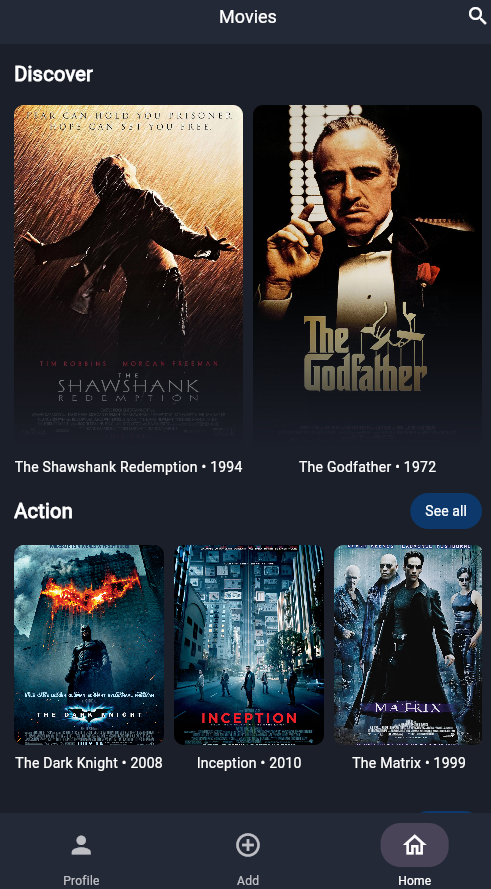 Movies
Discover
FEAR CAN HOLD YOU PRISONER.
HOPE CAN SET YOU FREE.
TIM ROBBINS MORGAN FREEMAN
THE
SHAWSHANK
REDEMPTION
The
Godfather
The Shawshank Redemption • 1994
The Godfather • 1972
Action
See all
THE DARK KNIGHT
INCEPTION
MATRIX
The Dark Knight • 2008
Inception • 2010
The Matrix • 1999
Profile
Add
Home